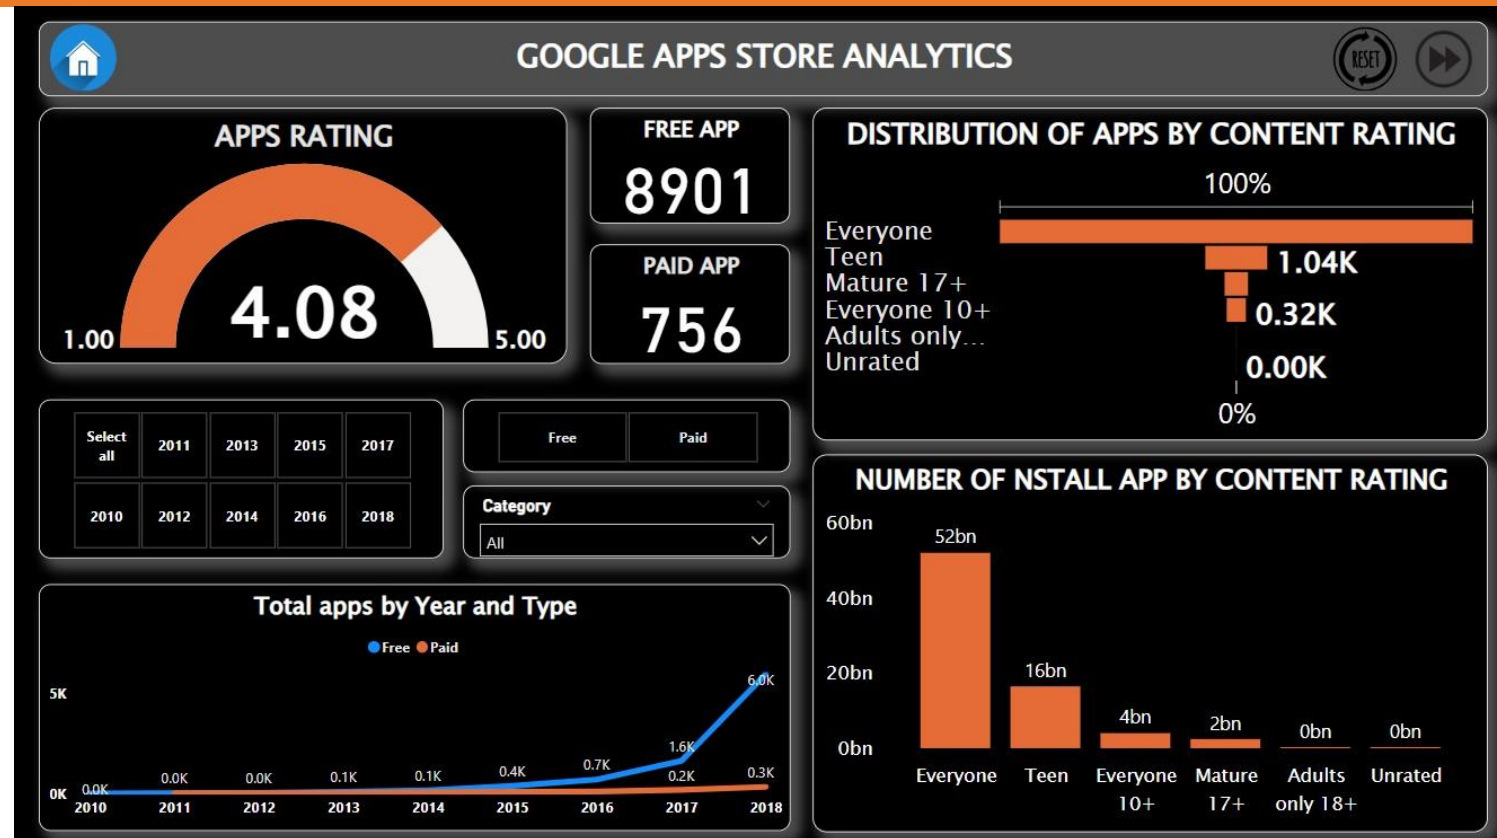 GOOGLE APPS STORE ANALYTICS
RESET
APPS RATING
4.08
1.00
5.00
FREE APP
8901
PAID APP
756
DISTRIBUTION OF APPS BY CONTENT RATING
100%
Everyone
Teen
1.04K
Mature 17+
Everyone 10+
0.32K
Adults only...
Unrated
0.00K
0%
Select all
2011
2013
2015
2017
2010
2012
2014
2016
2018
Free
Paid
Category
All
Total apps by Year and Type
Free Paid
5K
0K
0.0K
0.0K
0.0K
0.1K
0.1K
0.4K
0.7K
1.6K
6.0K
0.2K
0.3K
2010 2011 2012 2013 2014 2015 2016 2017 2018
NUMBER OF NSTALL APP BY CONTENT RATING
60bn
40bn
20bn
0bn
52bn
16bn
4bn
2bn
0bn
0bn
Everyone
Teen
Everyone
10+
Mature
17+
Adults
only 18+
Unrated